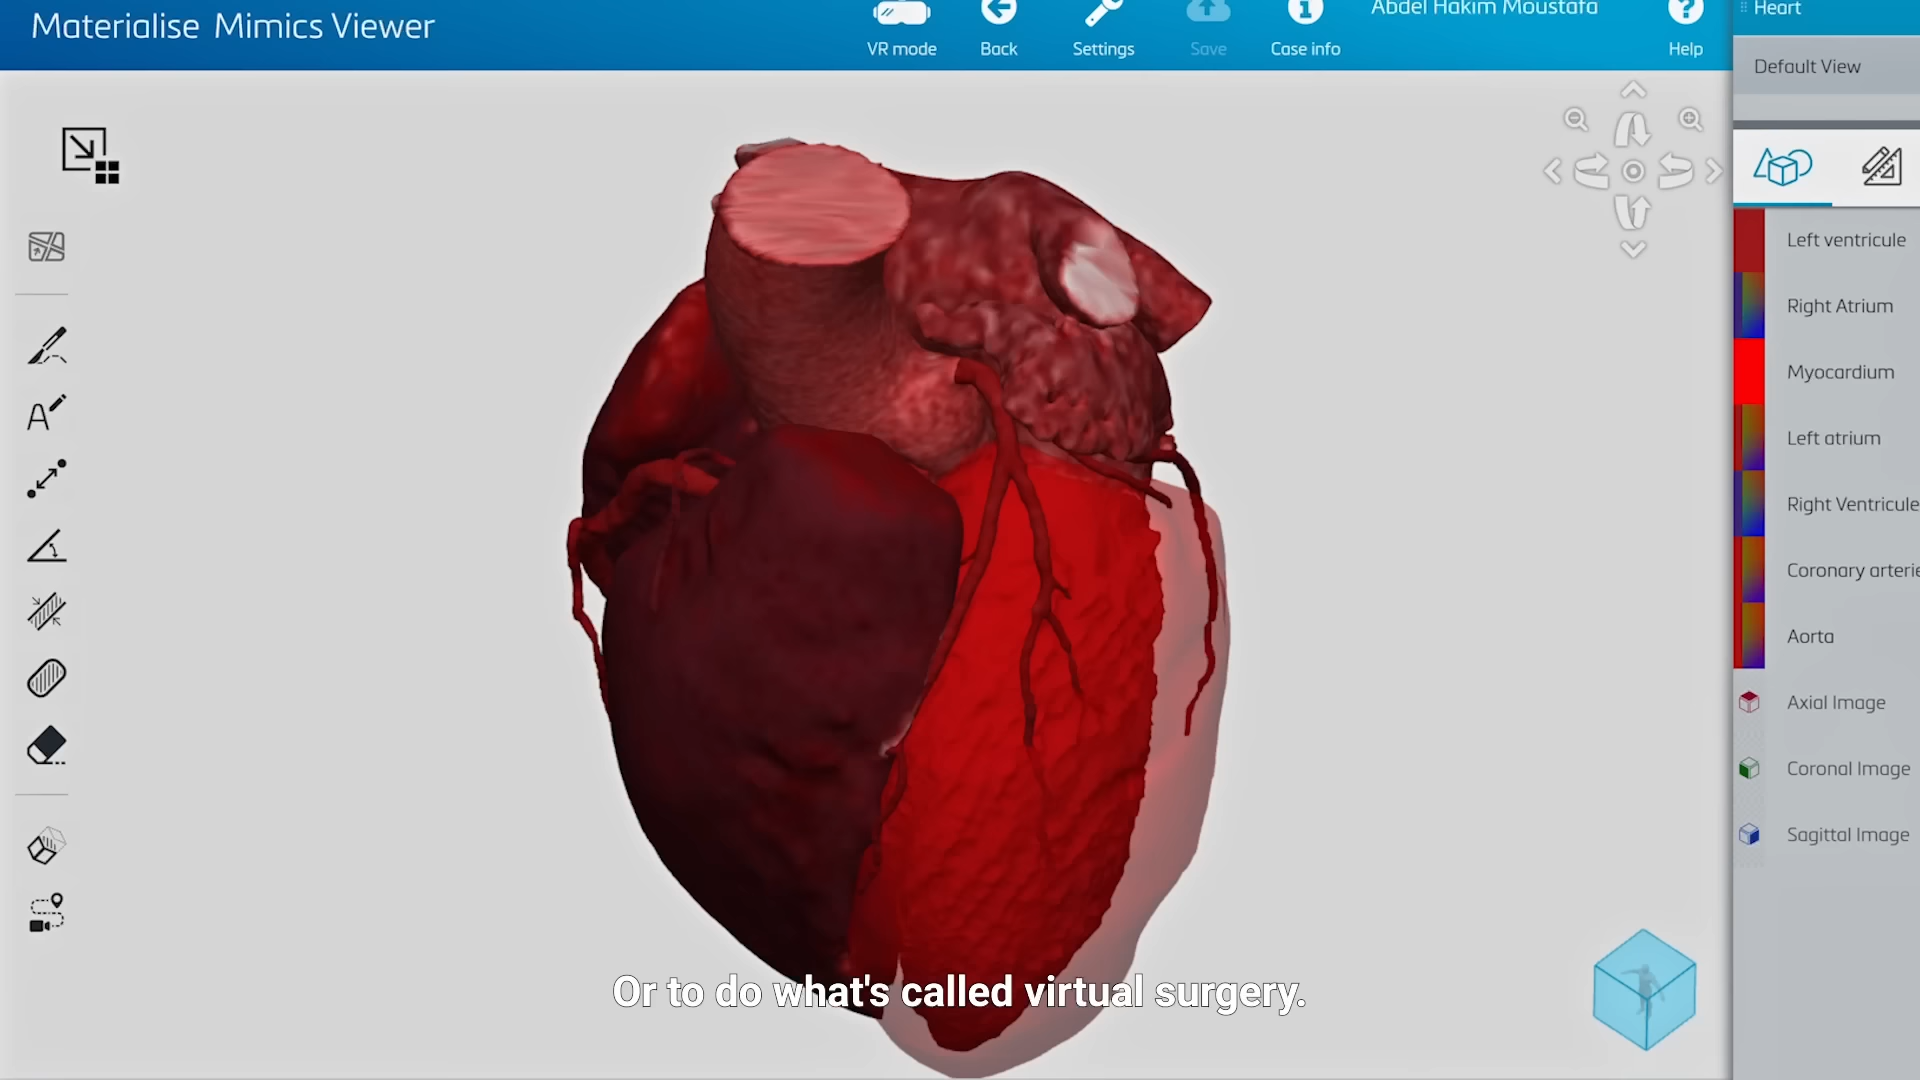 Materialise Mimics Viewer
VR mode
Back
Settings
Save
Case info
Abdel Hakim Moustafa
Help
Heart
Default View
Left ventricule
Right Atrium
Myocardium
Left atrium
Right Ventricule
Coronary arterie
Aorta
Axial Image
Coronal Image
Sagittal Image
Or to do what's called virtual surgery.